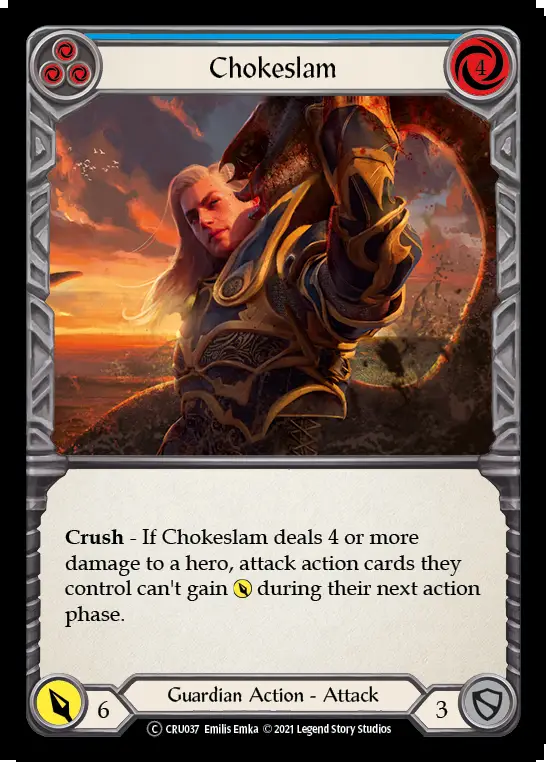 Chokeslam
4
Crush - If Chokeslam deals 4 or more
damage to a hero, attack action cards they
control can't gain during their next action
phase.
6
Guardian Action - Attack
3
C CRU037 Emilis Emka © 2021 Legend Story Studios